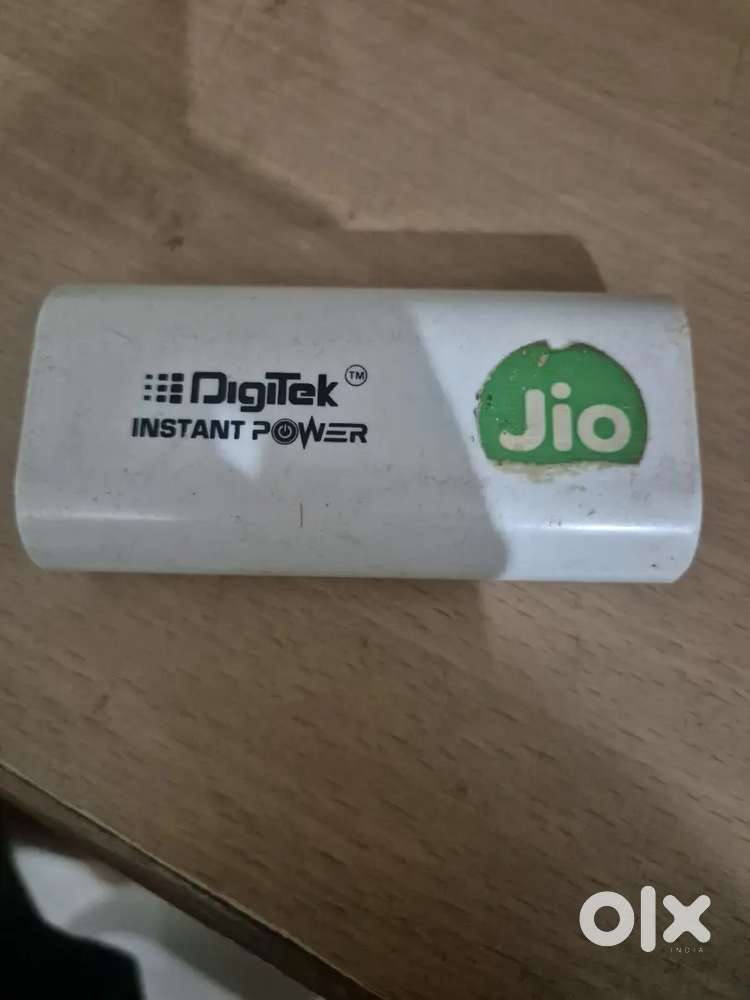 DigiTek™
INSTANT POWER
Jio
olx
INDIA